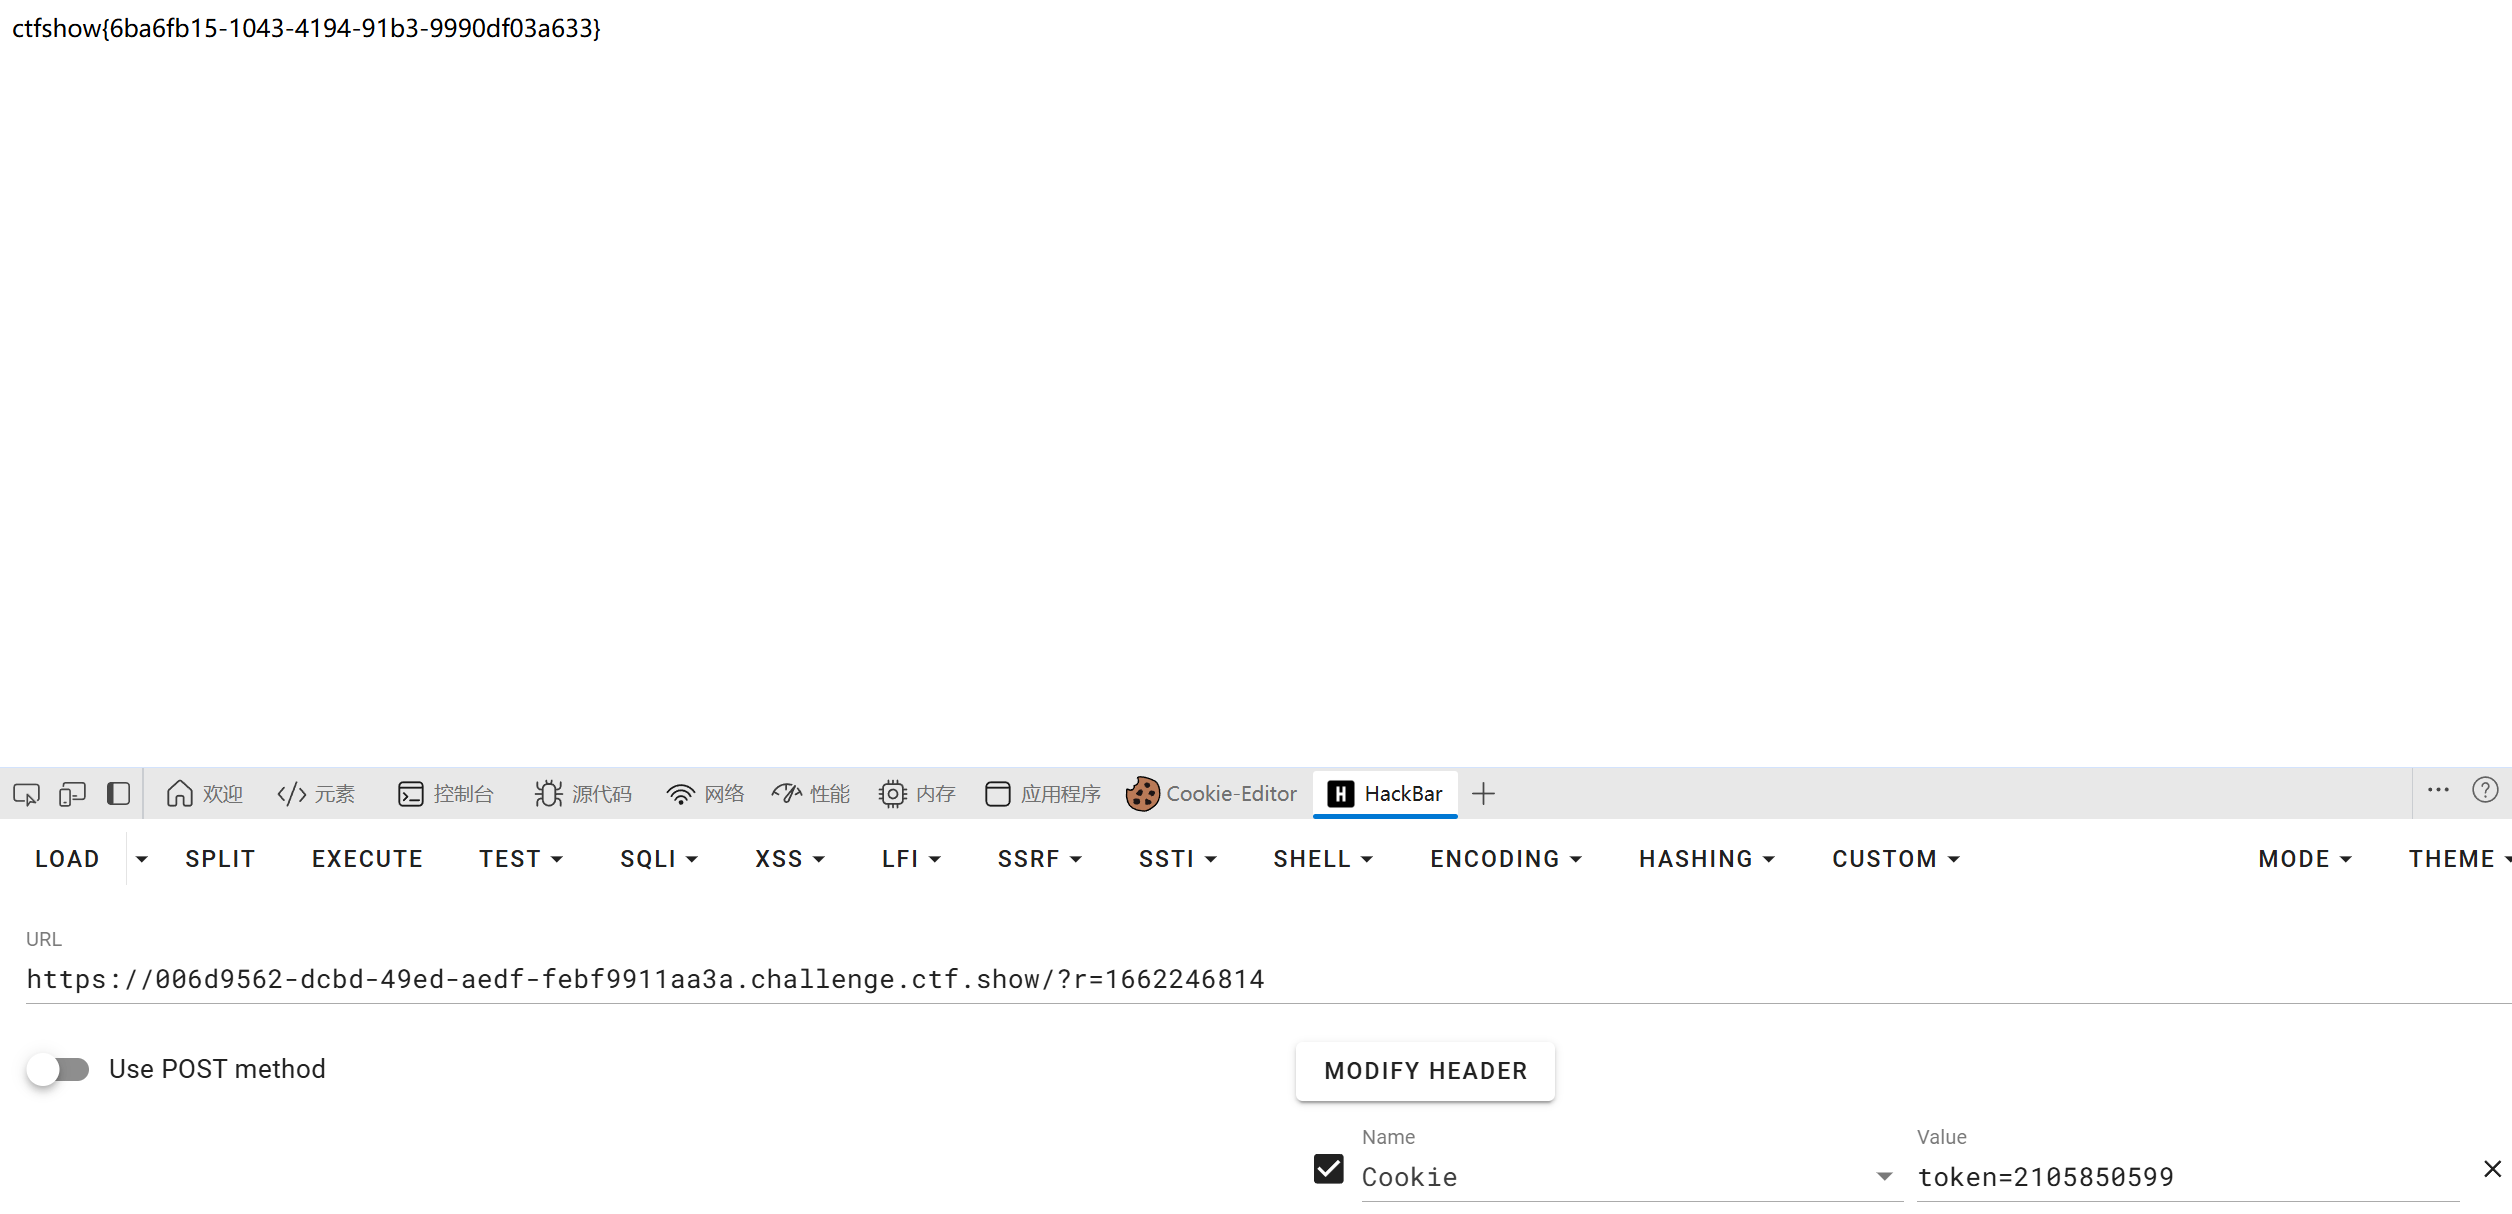 ctfshow{6ba6fb15-1043-4194-91b3-9990df03a633}
欢迎 </> 元素 控制台 源代码 网络 性能 内存 应用程序 Cookie-Editor H HackBar
LOAD SPLIT EXECUTE TEST SQLI XSS LFI SSRF SSTI SHELL ENCODING HASHING CUSTOM MODE THEME
URL
https://006d9562-dcbd-49ed-aedf-febf9911aa3a.challenge.ctf.show/?r=1662246814
Use POST method
MODIFY HEADER
Name Value
Cookie token=2105850599